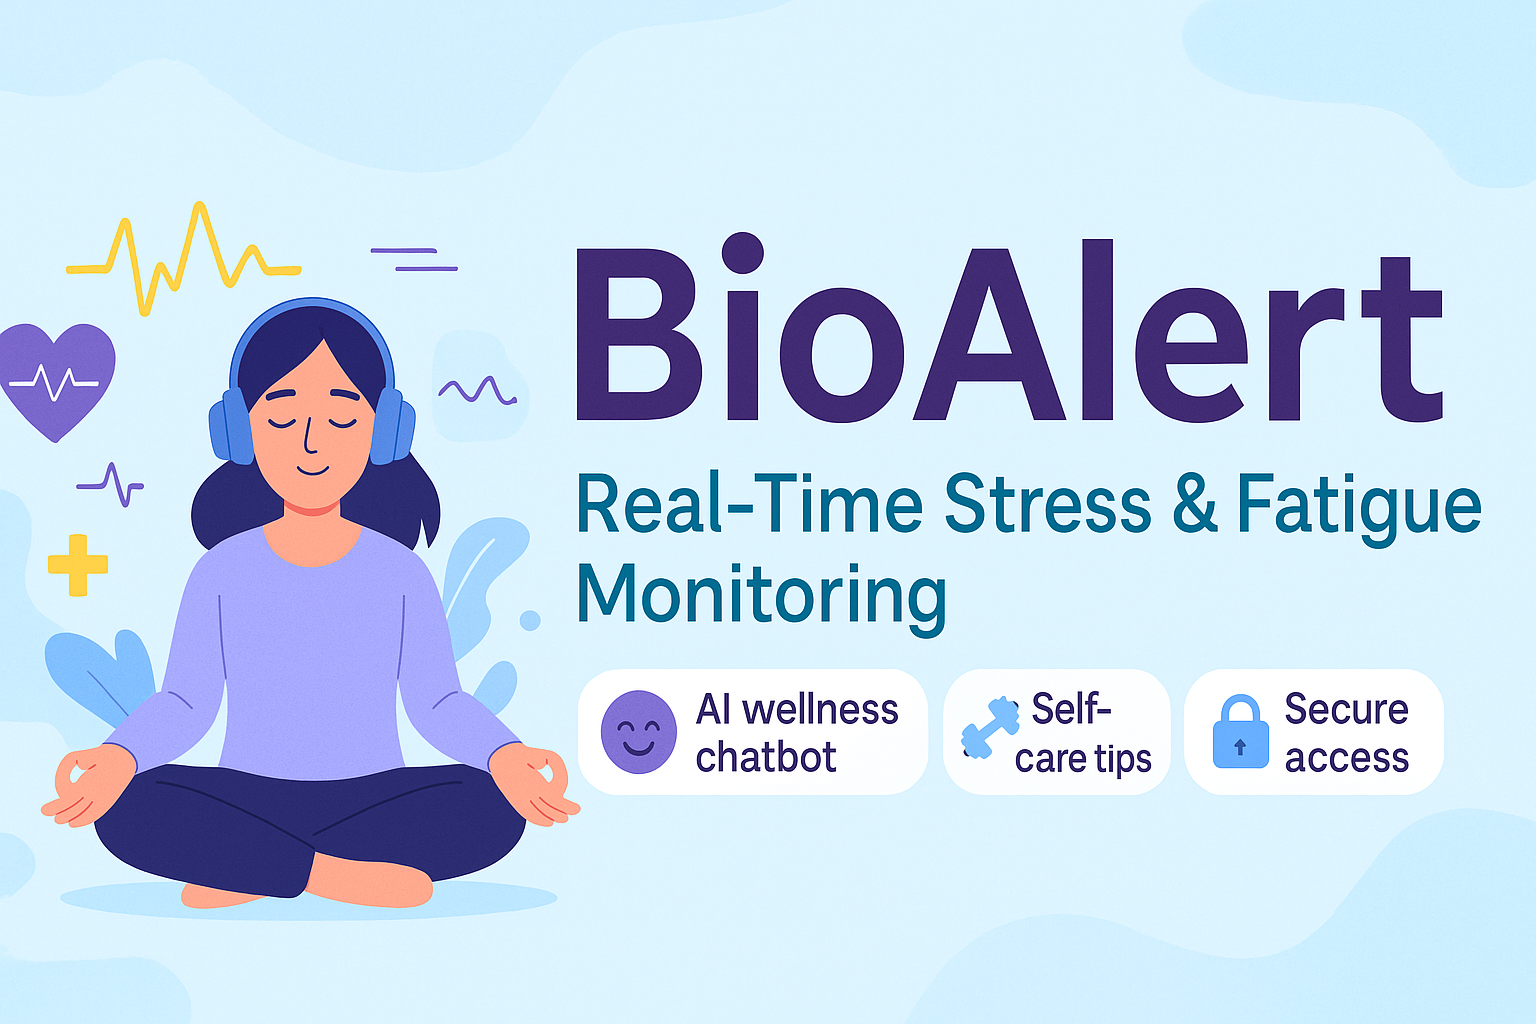 BioAlert
Real-Time Stress & Fatigue
Monitoring
AI wellness
chatbot
Self-
care tips
Secure
access